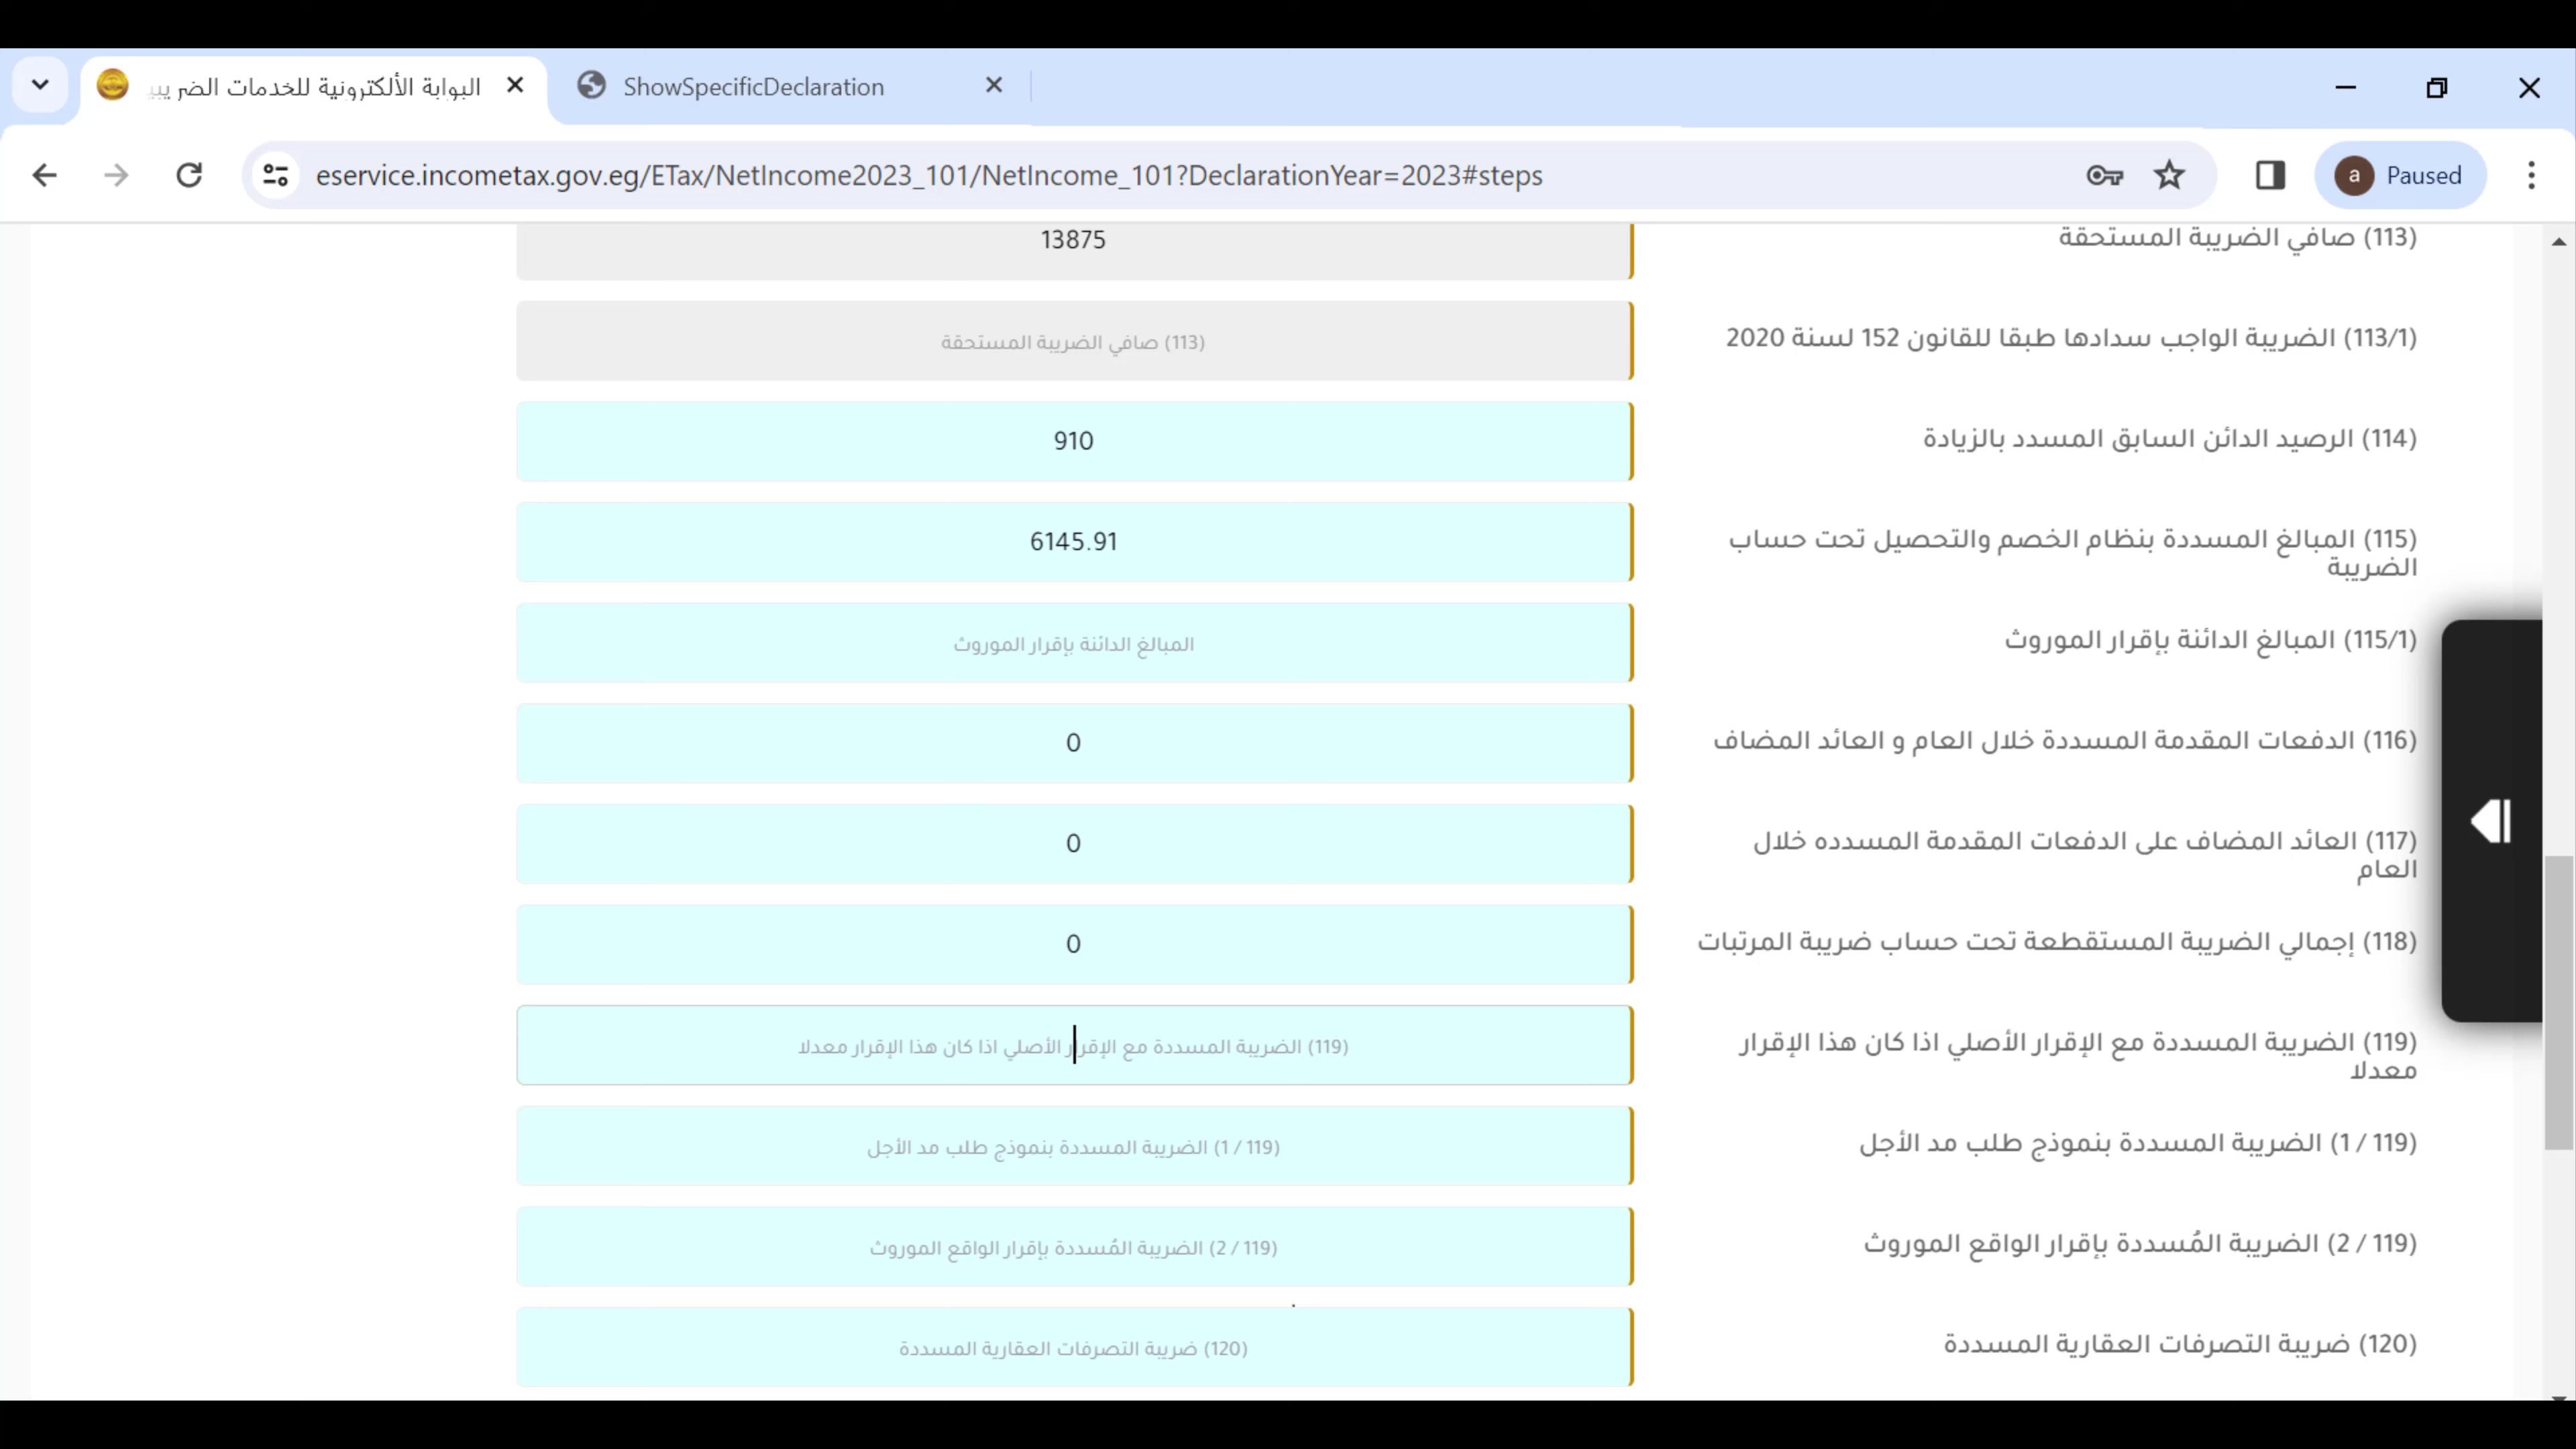 البوابة الألكترونية للخدمات الضريبي
ShowSpecificDeclaration
eservice.incometax.gov.eg/ETax/NetIncome2023_101/NetIncome_101?DeclarationYear=2023#steps
a Paused
(113) صافي الضريبة المستحقة
13875
(113/1) الضريبة الواجب سدادها طبقا للقانون 152 لسنة 2020
(113) صافي الضريبة المستحقة
(114) الرصيد الدائن السابق المسدد بالزيادة
910
(115) المبالغ المسددة بنظام الخصم والتحصيل تحت حساب
الضريبة
6145.91
(115/1) المبالغ الدائنة بإقرار الموروث
المبالغ الدائنة بإقرار الموروث
(116) الدفعات المقدمة المسددة خلال العام و العائد المضاف
0
(117) العائد المضاف على الدفعات المقدمة المسدده خلال
العام
0
(118) إجمالي الضريبة المستقطعة تحت حساب ضريبة المرتبات
0
(119) الضريبة المسددة مع الإقرار الأصلي اذا كان هذا الإقرار
معدلا
(119) الضريبة المسددة مع الإقرار الأصلي اذا كان هذا الإقرار معدلا
(119 / 1) الضريبة المسددة بنموذج طلب مد الأجل
(119 / 1) الضريبة المسددة بنموذج طلب مد الأجل
(119 / 2) الضريبة المُسددة بإقرار الواقع الموروث
(119 / 2) الضريبة المُسددة بإقرار الواقع الموروث
(120) ضريبة التصرفات العقارية المسددة
(120) ضريبة التصرفات العقارية المسددة